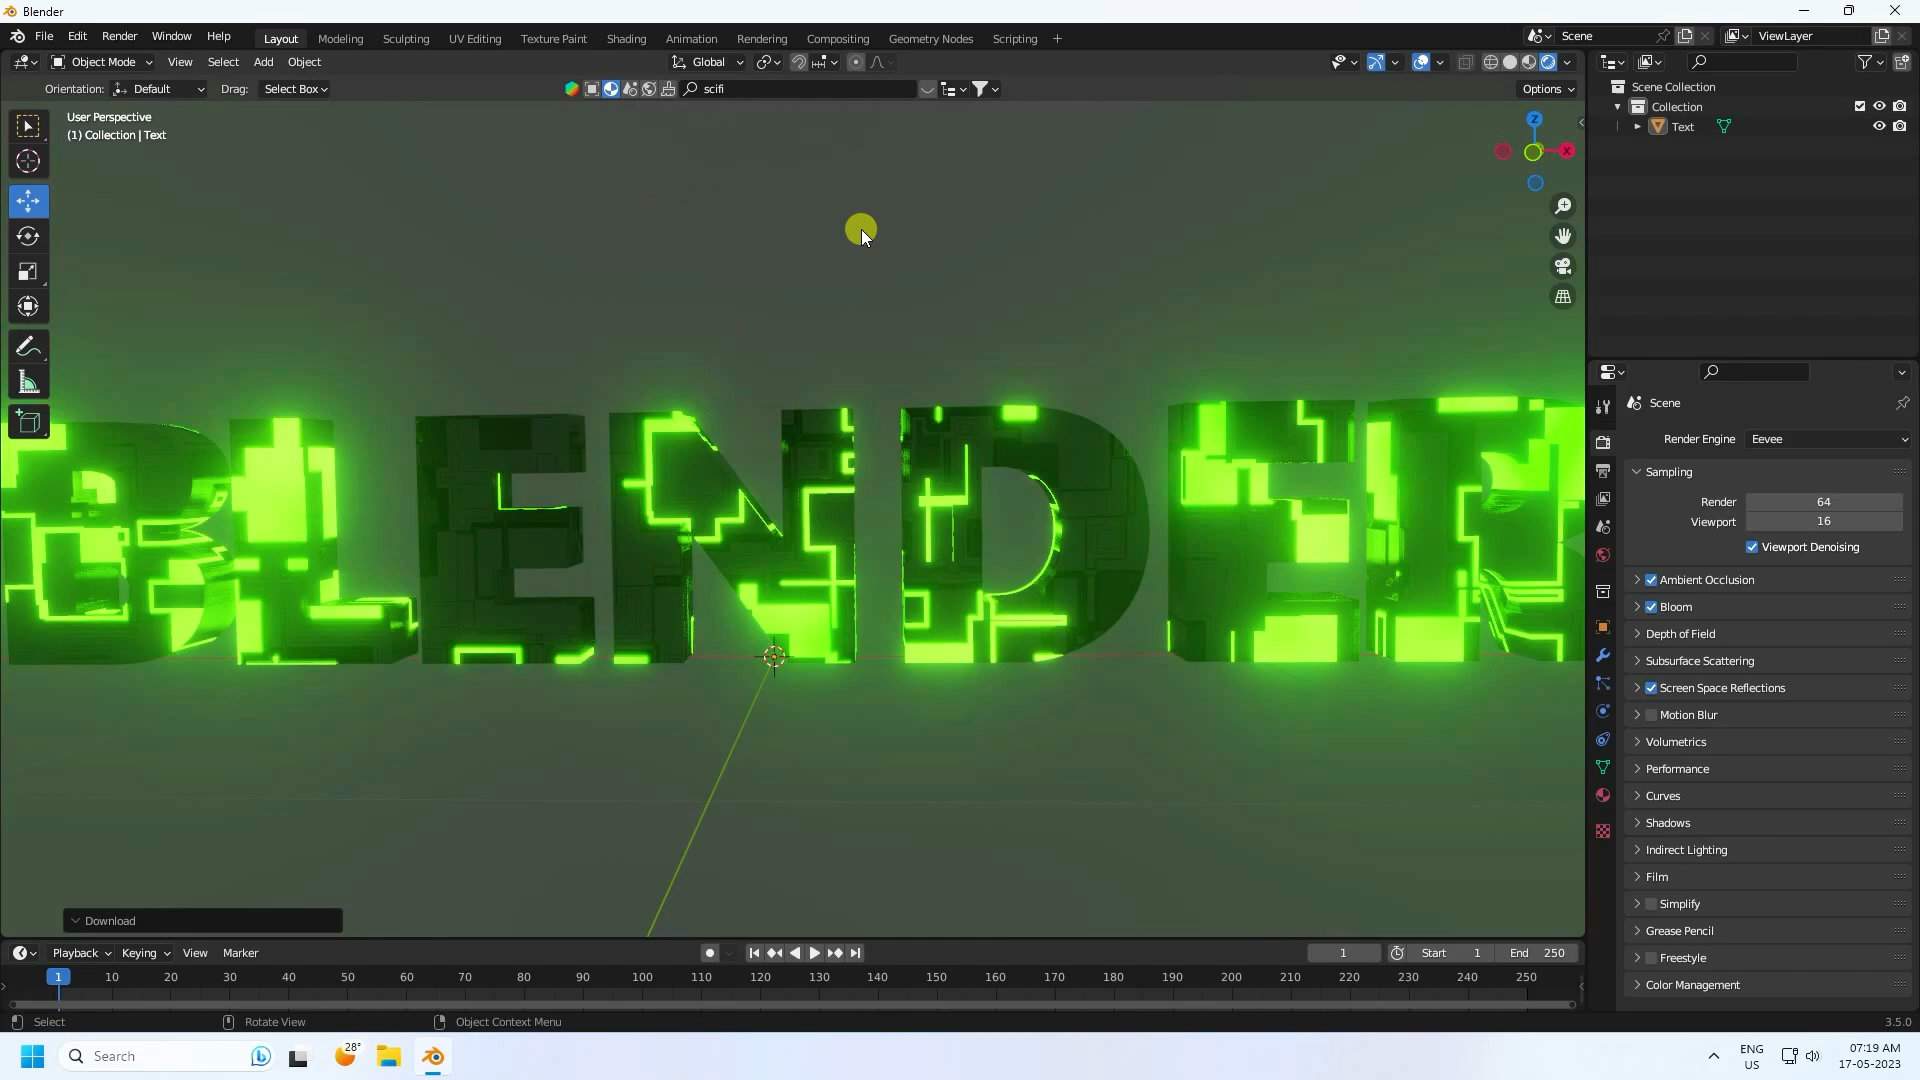 Blender
File Edit Render Window Help
Layout Modeling Sculpting UV Editing Texture Paint Shading Animation Rendering Compositing Geometry Nodes Scripting +
Scene
ViewLayer
Object Mode View Select Add Object
Global
Orientation: Default Drag: Select Box
scifi
Options
User Perspective
(1) Collection | Text
Z
X
Scene Collection
Collection
Text
BLENDER
Scene
Render Engine Eevee
Sampling
Render 64
Viewport 16
Viewport Denoising
Ambient Occlusion
Bloom
Depth of Field
Subsurface Scattering
Screen Space Reflections
Motion Blur
Volumetrics
Performance
Curves
Shadows
Indirect Lighting
Film
Simplify
Grease Pencil
Freestyle
Color Management
Download
Playback Keying View Marker
1 Start 1 End 250
1 10 20 30 40 50 60 70 80 90 100 110 120 130 140 150 160 170 180 190 200 210 220 230 240 250
Select Rotate View Object Context Menu
3.5.0
Search
28°
ENG
US
07:19 AM
17-05-2023